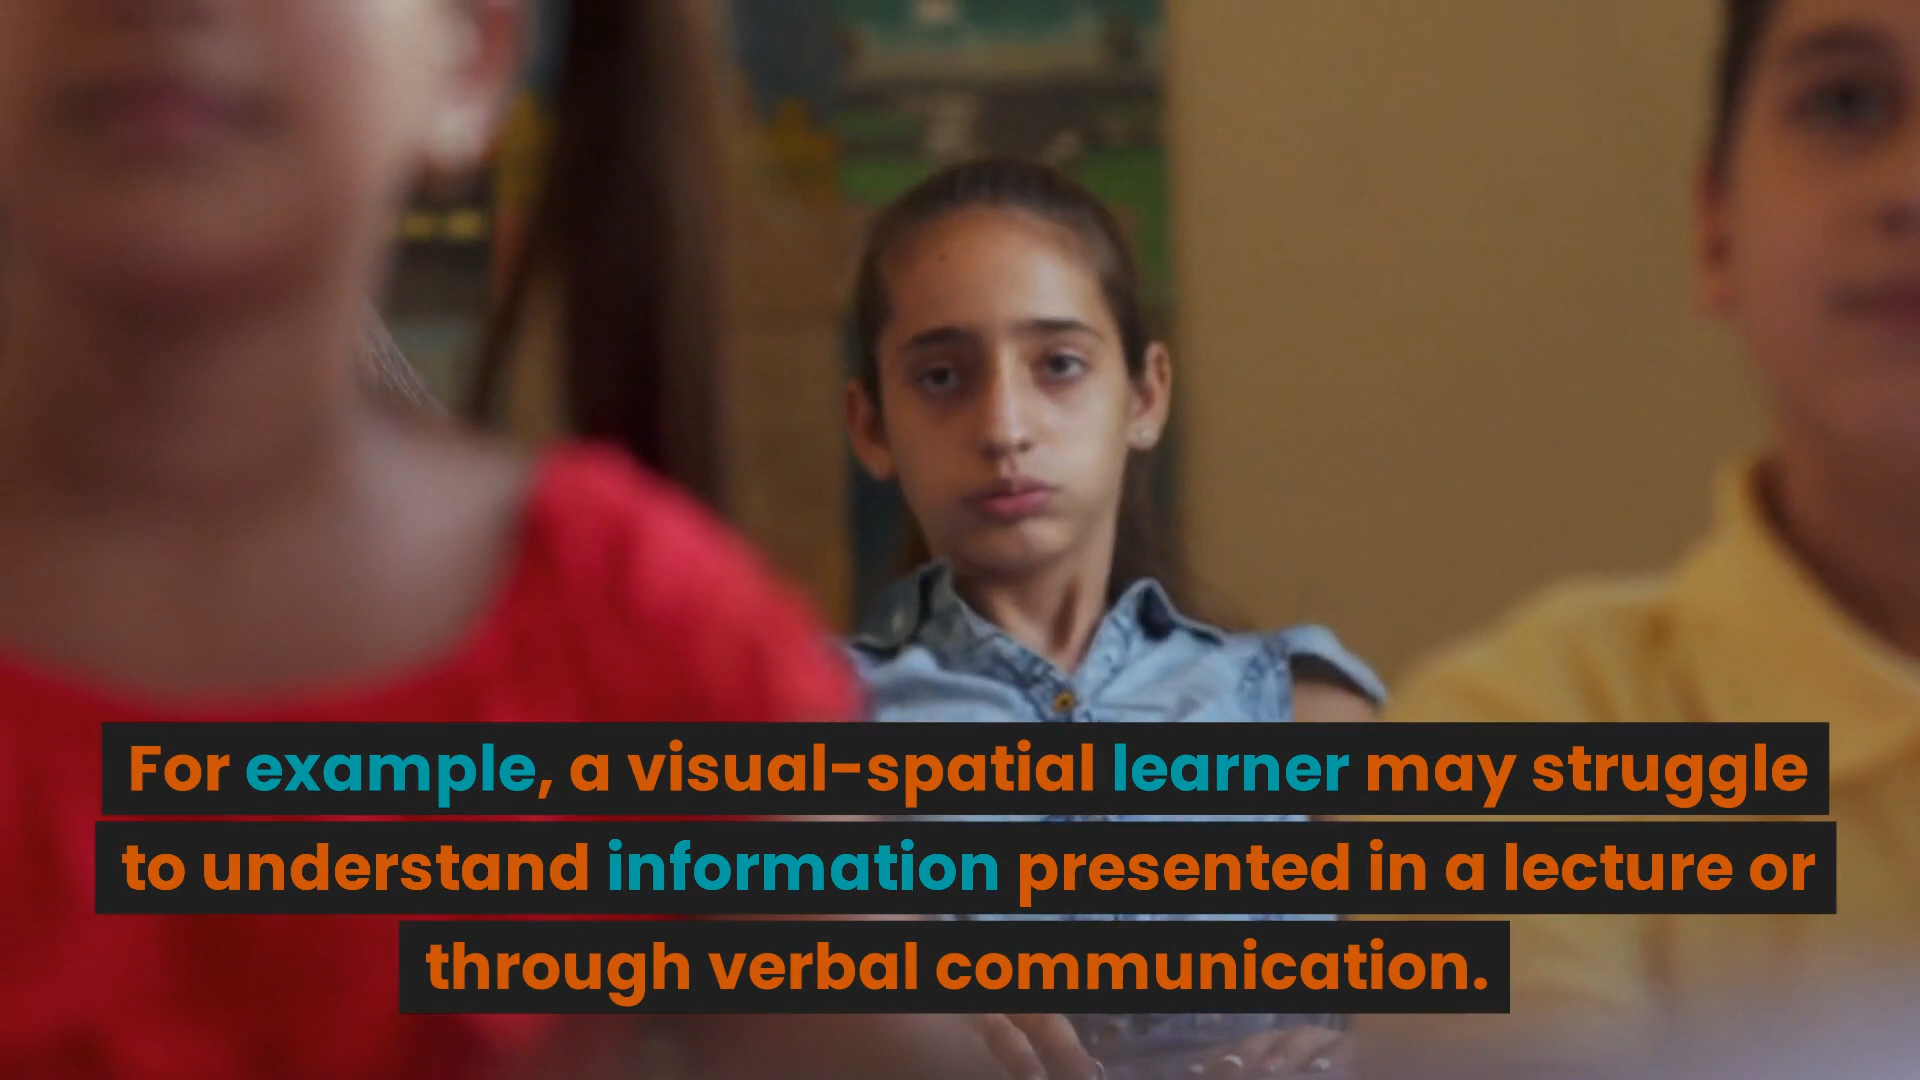 For example, a visual-spatial learner may struggle
to understand information presented in a lecture or
through verbal communication.